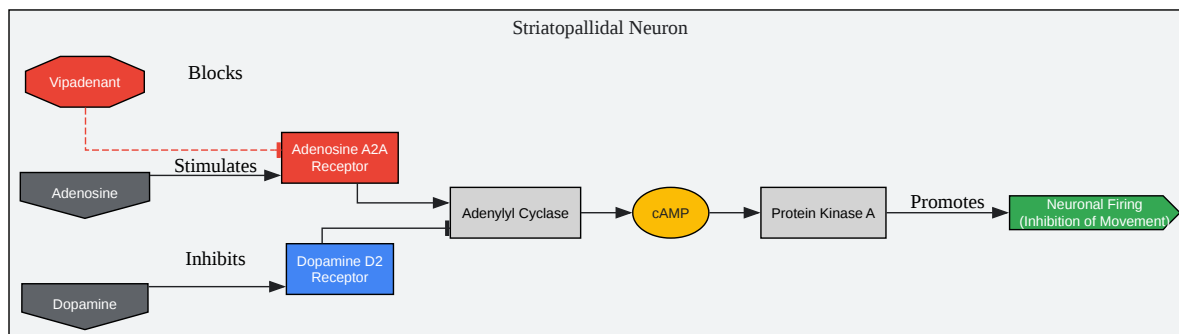 Striatopallidal Neuron
Vipadenant
Blocks
Adenosine A2A
Receptor
Stimulates
Adenosine
Adenylyl Cyclase
cAMP
Protein Kinase A
Promotes
Neuronal Firing
(Inhibition of Movement)
Inhibits
Dopamine D2
Receptor
Dopamine